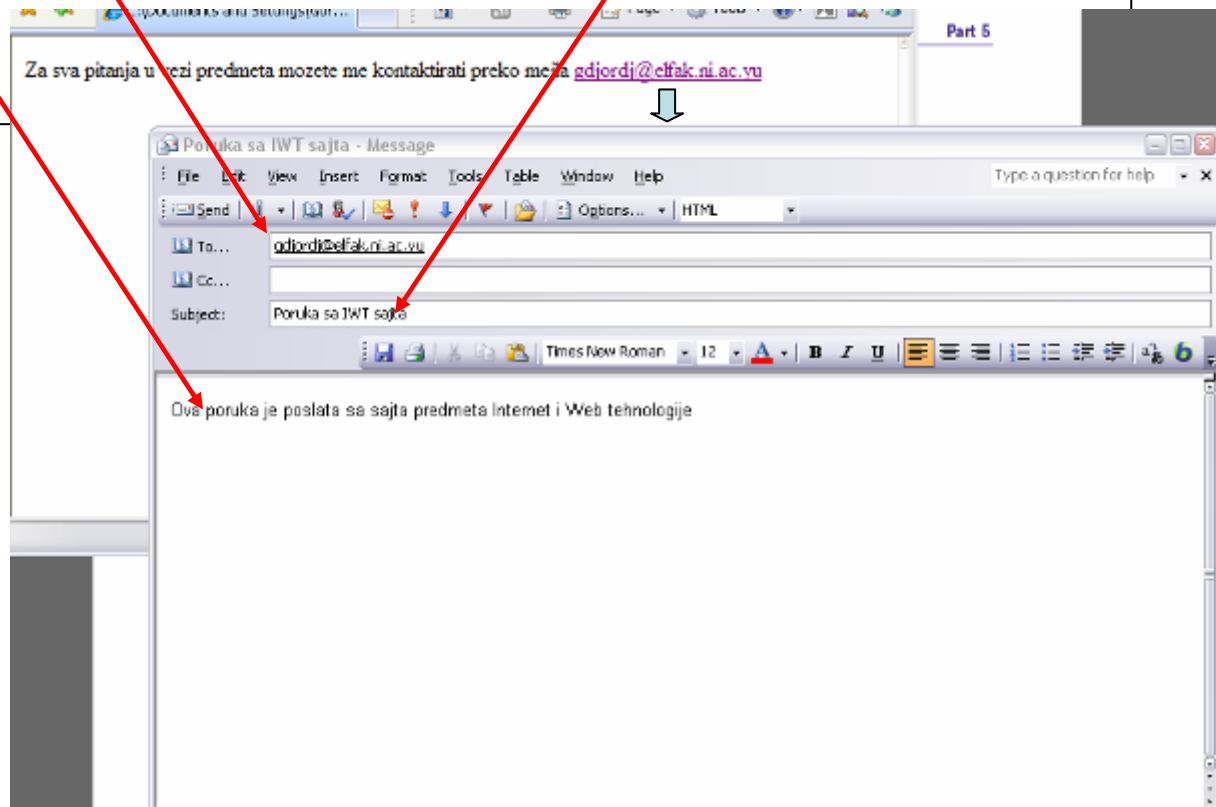 Part 5
Za sva pitanja u vezi predmeta mozete me kontaktirati preko mejla gdjordj@elfak.ni.ac.yu
Poruka sa IWT sajta - Message
File Edit View Insert Format Tools Table Window Help Type a question for help
Send Options... HTML
To... gdjordj@elfak.ni.ac.yu
Cc...
Subject: Poruka sa IWT sajta
Times New Roman 12 A B I U
Ova poruka je poslata sa sajta predmeta Internet i Web tehnologije